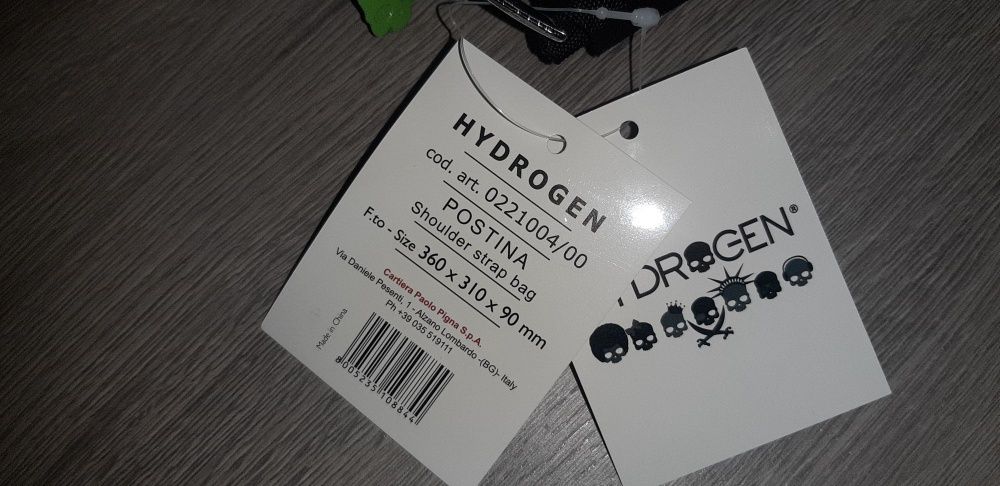 HYDROGEN
cod. art. 0221004/00
POSTINA
Shoulder strap bag
F.to - Size 360 x 310 x 90 mm
Cartiera Paolo Pigna S.p.A.
Via Daniele Pesenti, 1 - Alzano Lombardo -(BG)- Italy
Ph +39 035 519111
Made in China
8005235108844
YDROGEN®